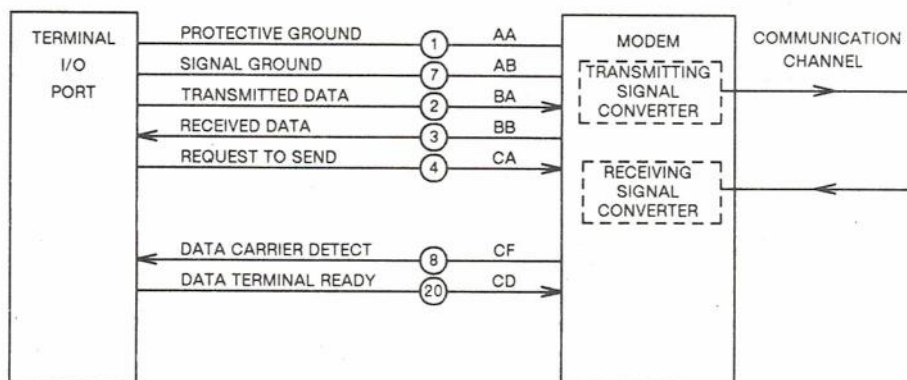 TERMINAL
I/O
PORT
PROTECTIVE GROUND 1 AA
SIGNAL GROUND 7 AB
TRANSMITTED DATA 2 BA
RECEIVED DATA 3 BB
REQUEST TO SEND 4 CA
DATA CARRIER DETECT 8 CF
DATA TERMINAL READY 20 CD
MODEM
TRANSMITTING
SIGNAL
CONVERTER
RECEIVING
SIGNAL
CONVERTER
COMMUNICATION
CHANNEL